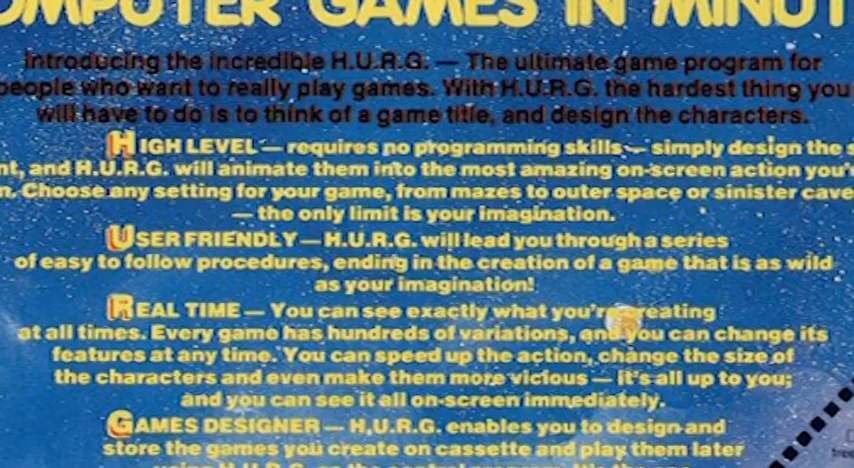 OMPUTER GAMES IN MINUT
Introducing the incredible H.U.R.G. — The ultimate game program for
people who want to really play games. With H.U.R.G. the hardest thing you
will have to do is to think of a game title, and design the characters.
HIGH LEVEL — requires no programming skills — simply design the s
nt, and H.U.R.G. will animate them into the most amazing on-screen action you'v
n. Choose any setting for your game, from mazes to outer space or sinister cave
— the only limit is your imagination.
USER FRIENDLY — H.U.R.G. will lead you through a series
of easy to follow procedures, ending in the creation of a game that is as wild
as your imagination!
REAL TIME — You can see exactly what you're creating
at all times. Every game has hundreds of variations, and you can change its
features at any time. You can speed up the action, change the size of
the characters and even make them more vicious — it's all up to you;
and you can see it all on-screen immediately.
GAMES DESIGNER — H.U.R.G. enables you to design and
store the games you create on cassette and play them later
free